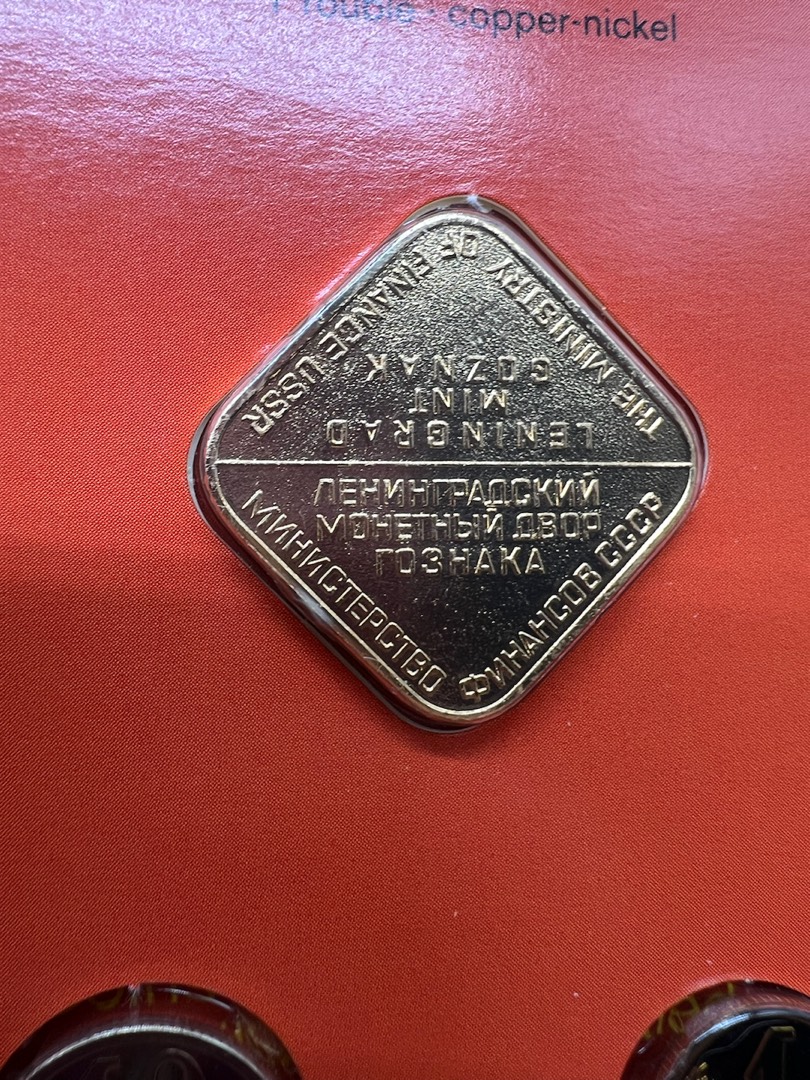 1 rouble · copper-nickel
THE MINISTRY OF FINANCE USSR
GOZNAK
MINT
LENINGRAD
ЛЕНИНГРАДСКИЙ
МОНЕТНЫЙ ДВОР
ГОЗНАКА
МИНИСТЕРСТВО ФИНАНСОВ СССР